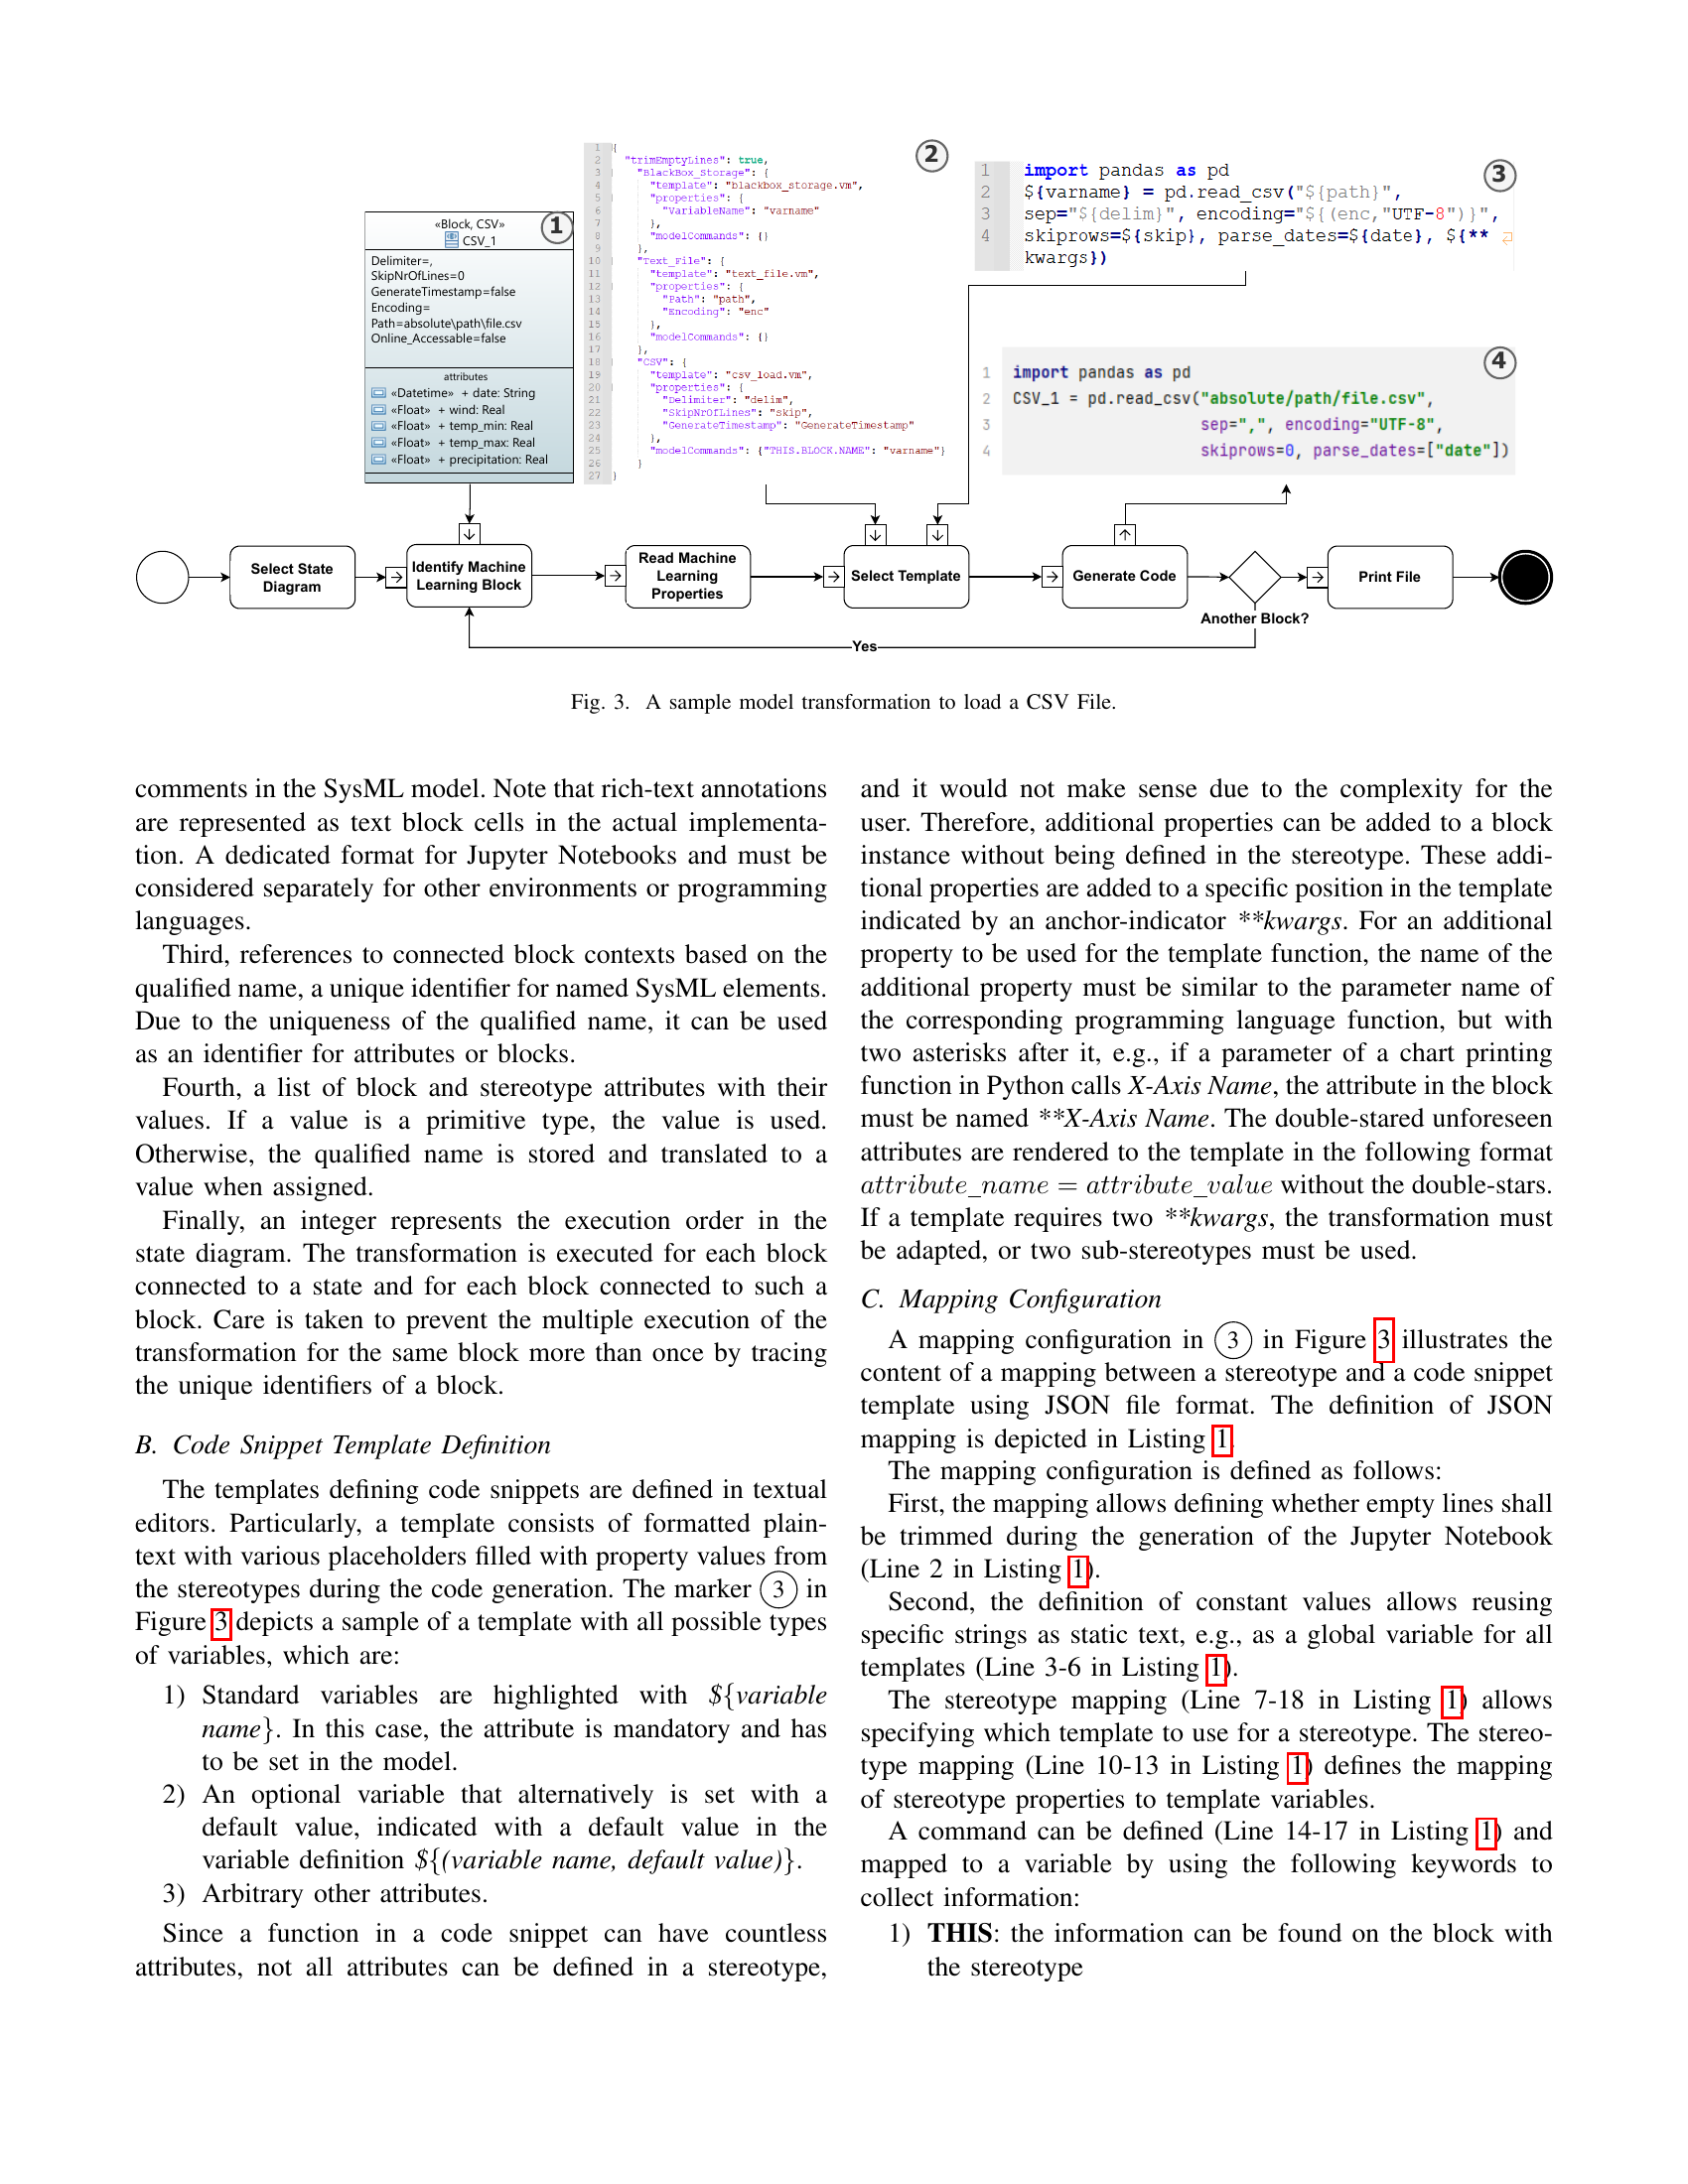 «Block, CSV»
CSV_1
1
Delimiter=,
SkipNrOfLines=0
GenerateTimestamp=false
Encoding=
Path=absolute\path\file.csv
Online_Accessable=false
attributes
«Datetime» + date: String
«Float» + wind: Real
«Float» + temp_min: Real
«Float» + temp_max: Real
«Float» + precipitation: Real
2
1 {
2 "trimEmptyLines": true,
3 "BlackBox_Storage": {
4 "template": "blackbox_storage.vm",
5 "properties": {
6 "VariableName": "varname"
7 },
8 "modelCommands": {}
9 },
10 "Text_File": {
11 "template": "text_file.vm",
12 "properties": {
13 "Path": "path",
14 "Encoding": "enc"
15 },
16 "modelCommands": {}
17 },
18 "CSV": {
19 "template": "csv_load.vm",
20 "properties": {
21 "Delimiter": "delim",
22 "SkipNrOfLines": "skip",
23 "GenerateTimestamp": "GenerateTimestamp"
24 },
25 "modelCommands": {"THIS.BLOCK.NAME": "varname"}
26 }
27 }
3
1 import pandas as pd
2 ${varname} = pd.read_csv("${path}",
3 sep="${delim}", encoding="${(enc,"UTF-8")}",
4 skiprows=${skip}, parse_dates=${date}, ${**
kwargs})
4
1 import pandas as pd
2 CSV_1 = pd.read_csv("absolute/path/file.csv",
3 sep=",", encoding="UTF-8",
4 skiprows=0, parse_dates=["date"])
Select State
Diagram
Identify Machine
Learning Block
Read Machine
Learning
Properties
Select Template
Generate Code
Another Block?
Print File
Yes
Fig. 3. A sample model transformation to load a CSV File.
comments in the SysML model. Note that rich-text annotations
are represented as text block cells in the actual implementa-
tion. A dedicated format for Jupyter Notebooks and must be
considered separately for other environments or programming
languages.
Third, references to connected block contexts based on the
qualified name, a unique identifier for named SysML elements.
Due to the uniqueness of the qualified name, it can be used
as an identifier for attributes or blocks.
Fourth, a list of block and stereotype attributes with their
values. If a value is a primitive type, the value is used.
Otherwise, the qualified name is stored and translated to a
value when assigned.
Finally, an integer represents the execution order in the
state diagram. The transformation is executed for each block
connected to a state and for each block connected to such a
block. Care is taken to prevent the multiple execution of the
transformation for the same block more than once by tracing
the unique identifiers of a block.
B. Code Snippet Template Definition
The templates defining code snippets are defined in textual
editors. Particularly, a template consists of formatted plain-
text with various placeholders filled with property values from
the stereotypes during the code generation. The marker 3 in
Figure 3 depicts a sample of a template with all possible types
of variables, which are:
1) Standard variables are highlighted with ${variable
name}. In this case, the attribute is mandatory and has
to be set in the model.
2) An optional variable that alternatively is set with a
default value, indicated with a default value in the
variable definition ${(variable name, default value)}.
3) Arbitrary other attributes.
Since a function in a code snippet can have countless
attributes, not all attributes can be defined in a stereotype,
and it would not make sense due to the complexity for the
user. Therefore, additional properties can be added to a block
instance without being defined in the stereotype. These addi-
tional properties are added to a specific position in the template
indicated by an anchor-indicator **kwargs. For an additional
property to be used for the template function, the name of the
additional property must be similar to the parameter name of
the corresponding programming language function, but with
two asterisks after it, e.g., if a parameter of a chart printing
function in Python calls X-Axis Name, the attribute in the block
must be named **X-Axis Name. The double-stared unforeseen
attributes are rendered to the template in the following format
attribute_name = attribute_value without the double-stars.
If a template requires two **kwargs, the transformation must
be adapted, or two sub-stereotypes must be used.
C. Mapping Configuration
A mapping configuration in 3 in Figure 3 illustrates the
content of a mapping between a stereotype and a code snippet
template using JSON file format. The definition of JSON
mapping is depicted in Listing 1.
The mapping configuration is defined as follows:
First, the mapping allows defining whether empty lines shall
be trimmed during the generation of the Jupyter Notebook
(Line 2 in Listing 1).
Second, the definition of constant values allows reusing
specific strings as static text, e.g., as a global variable for all
templates (Line 3-6 in Listing 1).
The stereotype mapping (Line 7-18 in Listing 1) allows
specifying which template to use for a stereotype. The stereo-
type mapping (Line 10-13 in Listing 1) defines the mapping
of stereotype properties to template variables.
A command can be defined (Line 14-17 in Listing 1) and
mapped to a variable by using the following keywords to
collect information:
1) THIS: the information can be found on the block with
the stereotype